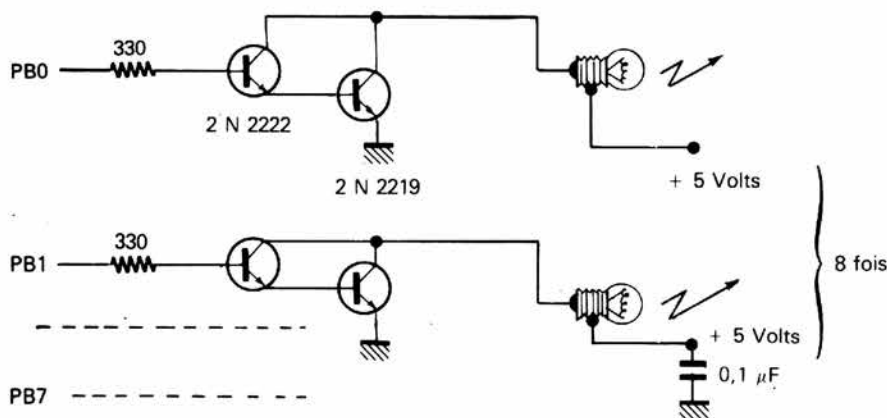 330
PB0
2 N 2222
2 N 2219
+ 5 Volts
330
PB1
8 fois
+ 5 Volts
0,1 μF
PB7